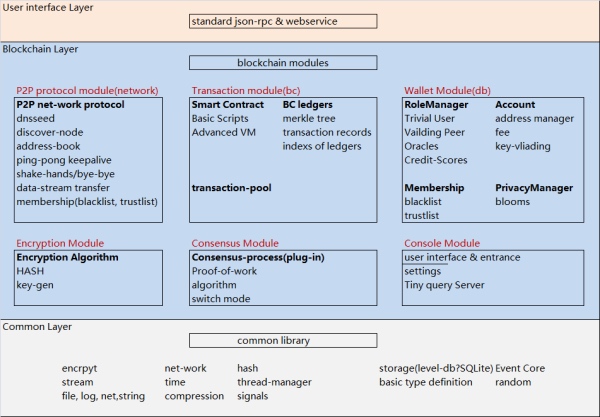 User interface Layer
standard json-rpc & webservice
Blockchain Layer
blockchain modules
P2P protocol module(network)
P2P net-work protocol
dnsseed
discover-node
address-book
ping-pong keepalive
shake-hands/bye-bye
data-stream transfer
membership(blacklist, trustlist)
Transaction module(bc)
Smart Contract
Basic Scripts
Advanced VM
BC ledgers
merkle tree
transaction records
indexs of ledgers
transaction-pool
Wallet Module(db)
RoleManager
Trivial User
Vailding Peer
Oracles
Credit-Scores
Account
address manager
fee
key-vliading
Membership
blacklist
trustlist
PrivacyManager
blooms
Encryption Module
Encryption Algorithm
HASH
key-gen
Consensus Module
Consensus-process(plug-in)
Proof-of-work
algorithm
switch mode
Console Module
user interface & entrance
settings
Tiny query Server
Common Layer
common library
encrpyt
stream
file, log, net,string
net-work
time
compression
hash
thread-manager
signals
storage(level-db?SQLite)
basic type definition
Event Core
random